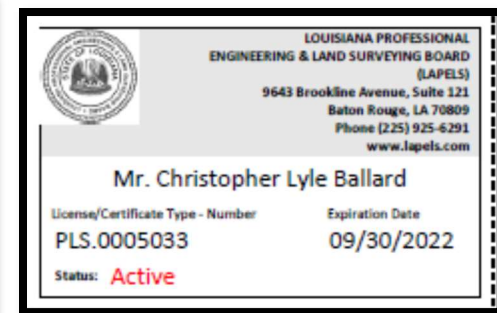 LOUISIANA PROFESSIONAL
ENGINEERING & LAND SURVEYING BOARD
(LAPELS)
9643 Brookline Avenue, Suite 121
Baton Rouge, LA 70809
Phone (225) 925-6291
www.lapels.com
Mr. Christopher Lyle Ballard
License/Certificate Type - Number Expiration Date
PLS.0005033 09/30/2022
Status: Active